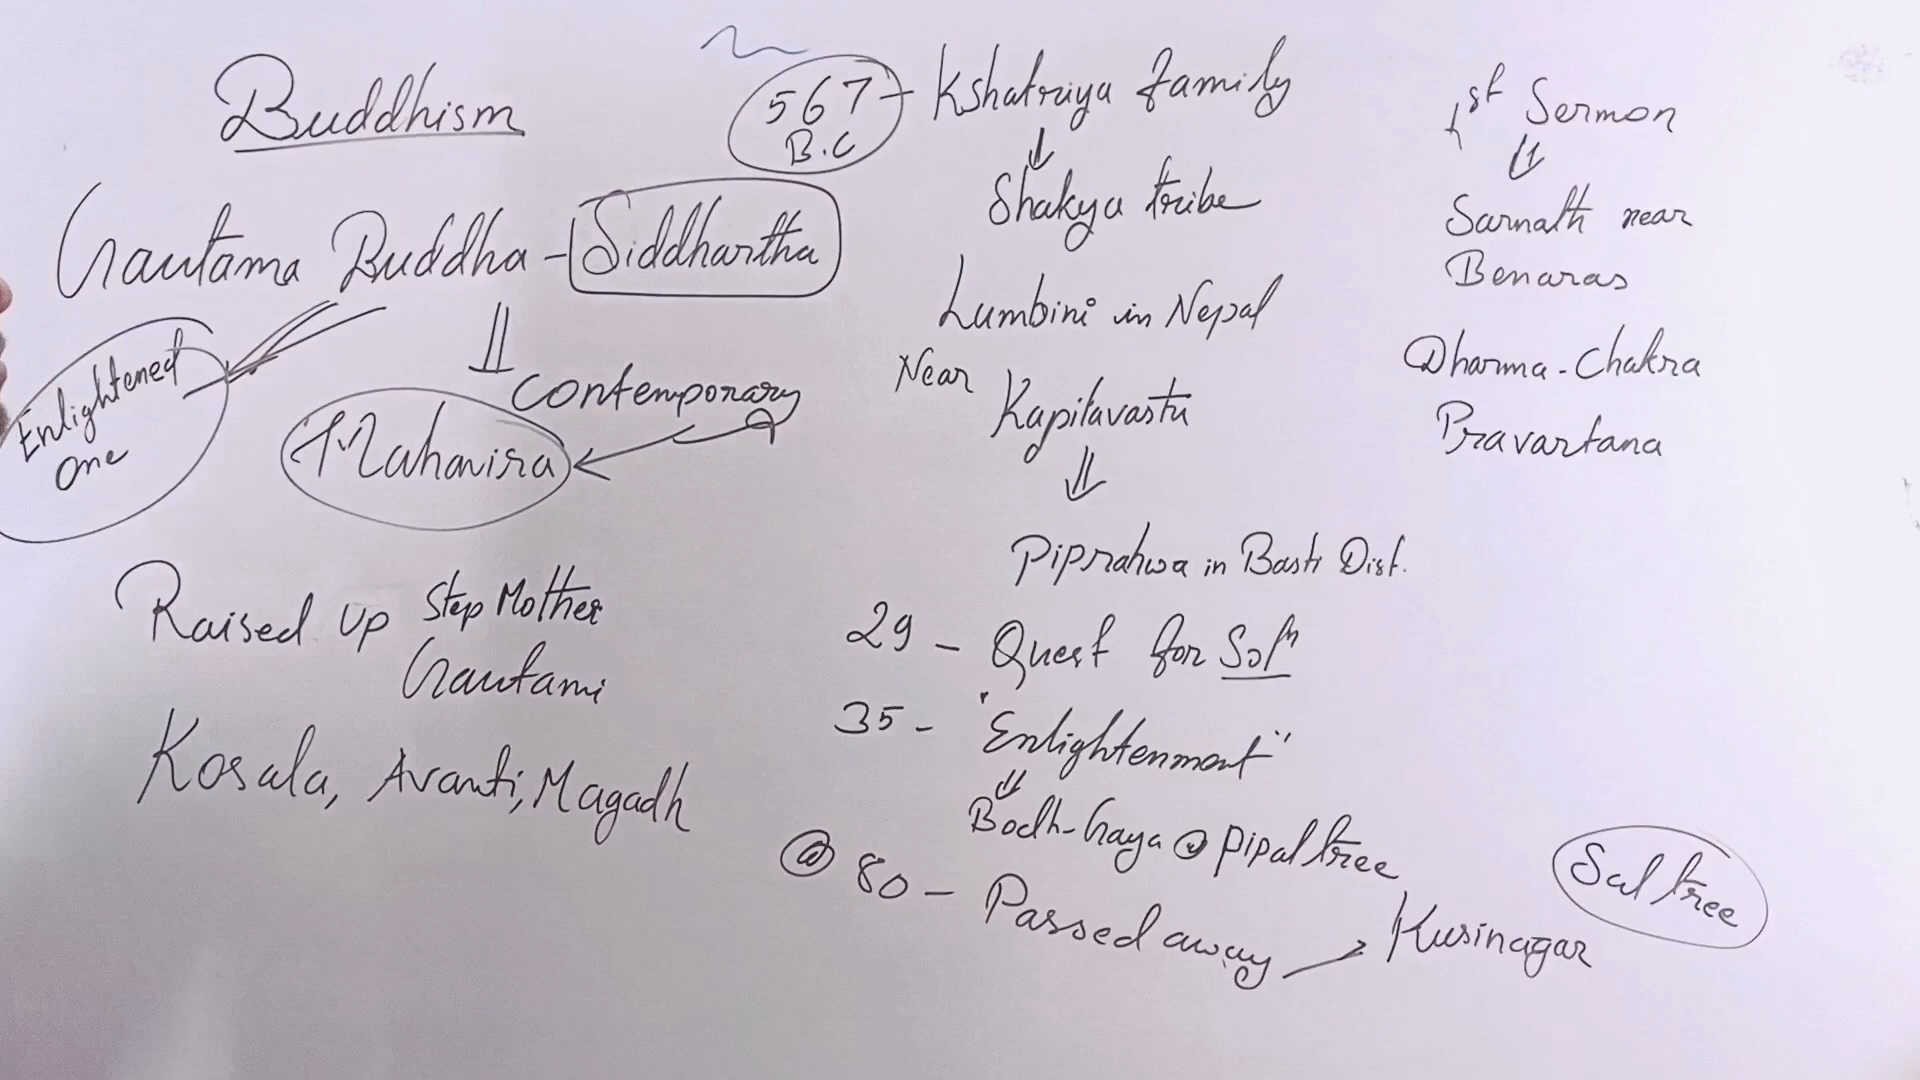 Buddhism
Gautama Buddha - Siddhartha
Enlightened
one
contemporary
Mahavira
Raised up Step Mother
Gautami
Kosala, Avanti, Magadh
567 - Kshatriya family
B.C
Shakya tribe
Lumbini in Nepal
Near Kapilavastu
Piprahwa in Basti Dist.
29 - Quest for Solⁿ
35 - "Enlightenment"
Bodh-Gaya @ pipal tree
@ 80 - Passed away → Kusinagar
Sal tree
1st Sermon
Sarnath near
Benaras
Dharma-Chakra
Pravartana